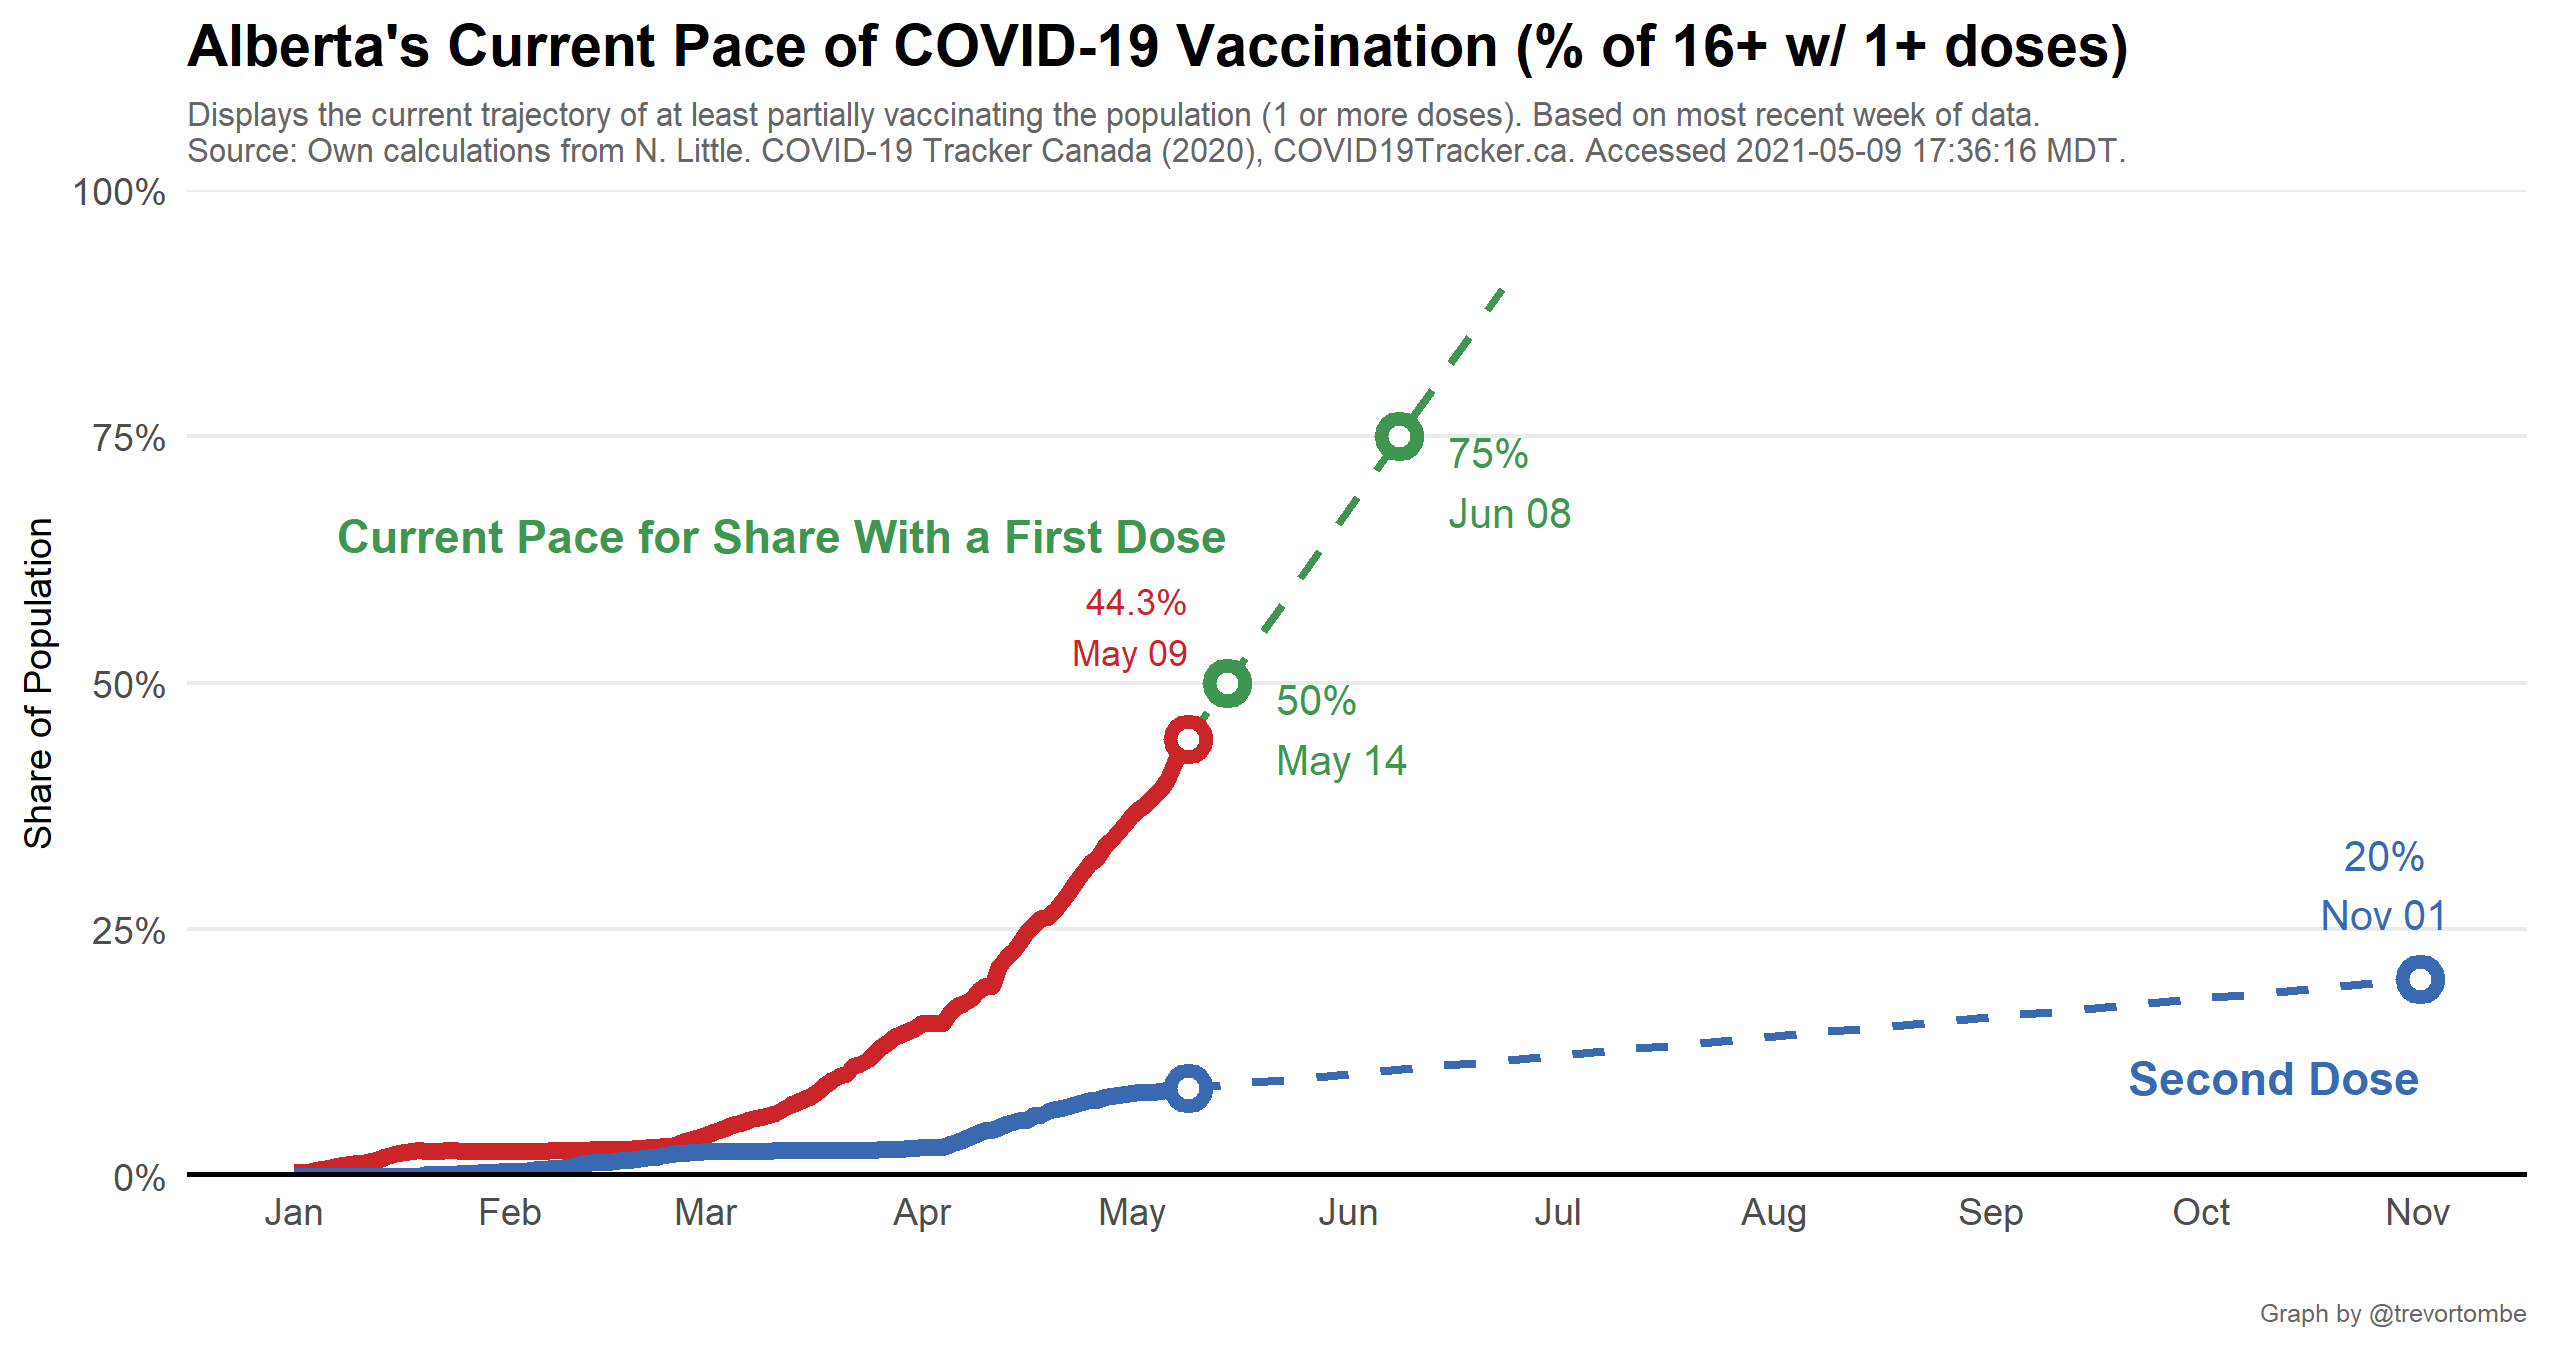 Alberta's Current Pace of COVID-19 Vaccination (% of 16+ w/ 1+ doses)
Displays the current trajectory of at least partially vaccinating the population (1 or more doses). Based on most recent week of data.
Source: Own calculations from N. Little. COVID-19 Tracker Canada (2020), COVID19Tracker.ca. Accessed 2021-05-09 17:36:16 MDT.
100%
75%
50%
25%
0%
Share of Population
Current Pace for Share With a First Dose
44.3%
May 09
75%
Jun 08
50%
May 14
20%
Nov 01
Second Dose
Jan Feb Mar Apr May Jun Jul Aug Sep Oct Nov
Graph by @trevortombe